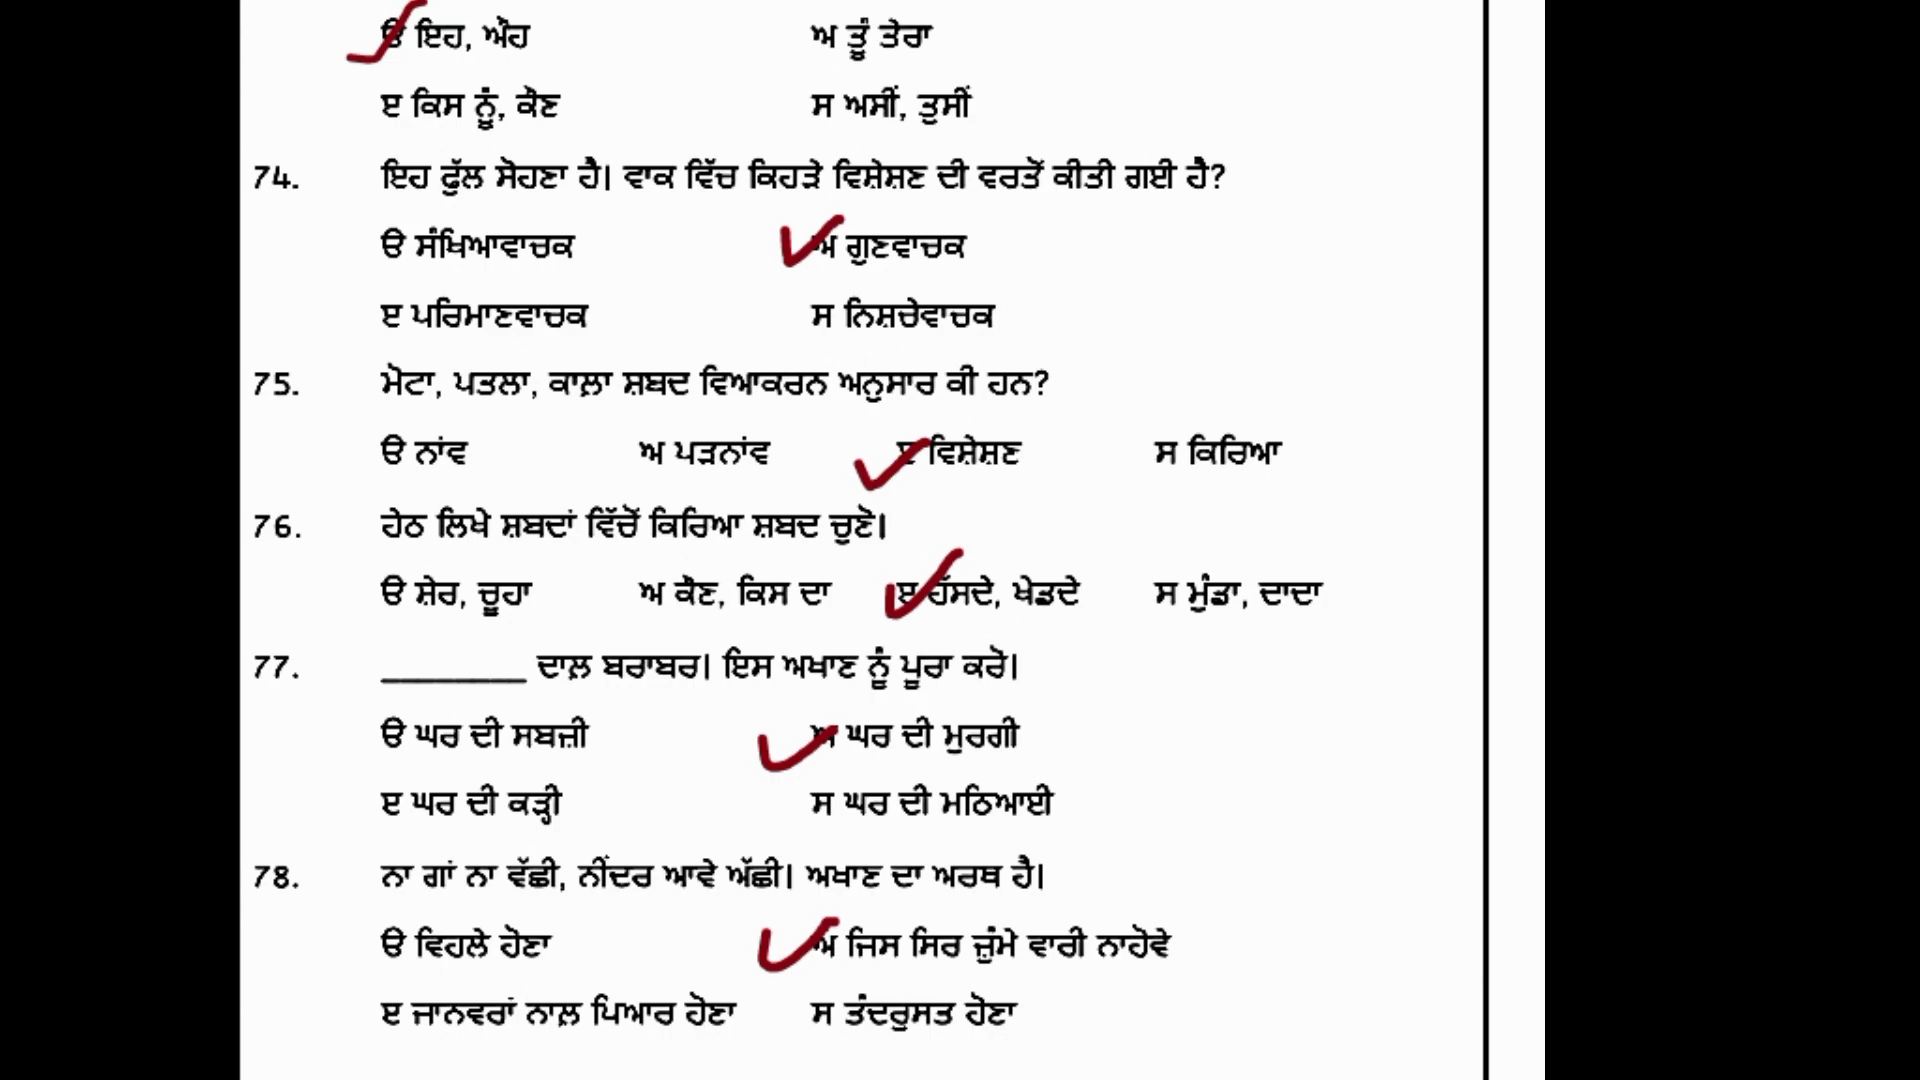 ੳ ਇਹ, ਔਹ ਅ ਤੂੰ ਤੇਰਾ
ੲ ਕਿਸ ਨੂੰ, ਕੌਣ ਸ ਅਸੀਂ, ਤੁਸੀਂ
74. ਇਹ ਫੁੱਲ ਸੋਹਣਾ ਹੈ। ਵਾਕ ਵਿੱਚ ਕਿਹੜੇ ਵਿਸ਼ੇਸ਼ਣ ਦੀ ਵਰਤੋਂ ਕੀਤੀ ਗਈ ਹੈ?
ੳ ਸੰਖਿਆਵਾਚਕ ਅ ਗੁਣਵਾਚਕ
ੲ ਪਰਿਮਾਣਵਾਚਕ ਸ ਨਿਸ਼ਚੇਵਾਚਕ
75. ਮੋਟਾ, ਪਤਲਾ, ਕਾਲ਼ਾ ਸ਼ਬਦ ਵਿਆਕਰਨ ਅਨੁਸਾਰ ਕੀ ਹਨ?
ੳ ਨਾਂਵ ਅ ਪੜਨਾਂਵ ੲ ਵਿਸ਼ੇਸ਼ਣ ਸ ਕਿਰਿਆ
76. ਹੇਠ ਲਿਖੇ ਸ਼ਬਦਾਂ ਵਿੱਚੋਂ ਕਿਰਿਆ ਸ਼ਬਦ ਚੁਣੋ।
ੳ ਸ਼ੇਰ, ਚੂਹਾ ਅ ਕੌਣ, ਕਿਸ ਦਾ ੲ ਹੱਸਦੇ, ਖੇਡਦੇ ਸ ਮੁੰਡਾ, ਦਾਦਾ
77. ________ ਦਾਲ਼ ਬਰਾਬਰ। ਇਸ ਅਖਾਣ ਨੂੰ ਪੂਰਾ ਕਰੋ।
ੳ ਘਰ ਦੀ ਸਬਜ਼ੀ ਅ ਘਰ ਦੀ ਮੁਰਗੀ
ੲ ਘਰ ਦੀ ਕੜ੍ਹੀ ਸ ਘਰ ਦੀ ਮਠਿਆਈ
78. ਨਾ ਗਾਂ ਨਾ ਵੱਛੀ, ਨੀਂਦਰ ਆਵੇ ਅੱਛੀ। ਅਖਾਣ ਦਾ ਅਰਥ ਹੈ।
ੳ ਵਿਹਲੇ ਹੋਣਾ ਅ ਜਿਸ ਸਿਰ ਜ਼ੁੰਮੇ ਵਾਰੀ ਨਾਹੋਵੇ
ੲ ਜਾਨਵਰਾਂ ਨਾਲ਼ ਪਿਆਰ ਹੋਣਾ ਸ ਤੰਦਰੁਸਤ ਹੋਣਾ